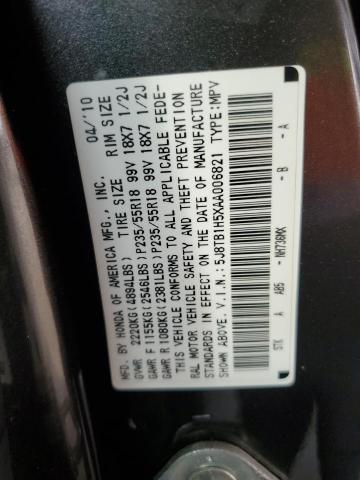 MFG. BY HONDA OF AMERICA MFG., INC. 04/'10
GVWR 2220KG(4894LBS) TIRE SIZE RIM SIZE
GAWR F 1155KG(2546LBS)P235/55R18 99V 18X7 1/2J
GAWR R 1080KG(2381LBS)P235/55R18 99V 18X7 1/2J
THIS VEHICLE CONFORMS TO ALL APPLICABLE FEDE-
RAL MOTOR VEHICLE SAFETY AND THEFT PREVENTION
STANDARDS IN EFFECT ON THE DATE OF MANUFACTURE
SHOWN ABOVE. V.I.N.:5J8TB1H5XAA006821 TYPE:MPV
STK A AB5 - NH736MX - B - A